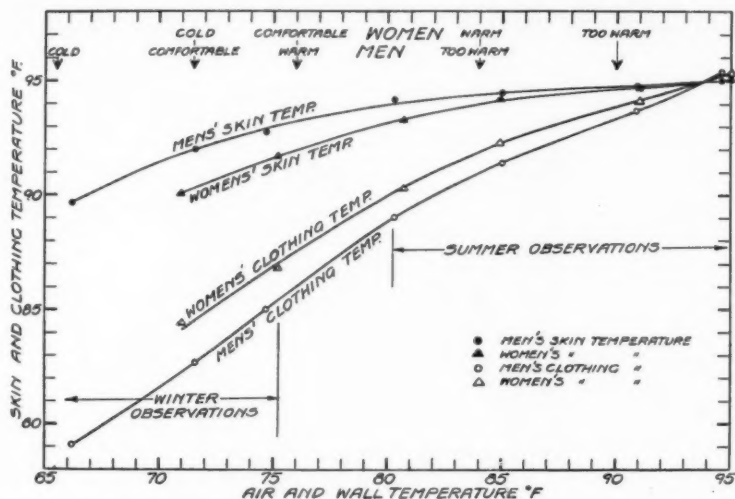 COLD COMFORTABLE WOMEN WARM TOO WARM
COLD COMFORTABLE WARM MEN TOO WARM
95
90
85
80
SKIN AND CLOTHING TEMPERATURE °F.
MENS' SKIN TEMP.
WOMENS' SKIN TEMP.
WOMENS' CLOTHING TEMP.
MENS' CLOTHING TEMP.
SUMMER OBSERVATIONS
WINTER
OBSERVATIONS
MEN'S SKIN TEMPERATURE
WOMEN'S " "
MEN'S CLOTHING "
WOMEN'S " "
65 70 75 80 85 90 95
AIR AND WALL TEMPERATURE °F